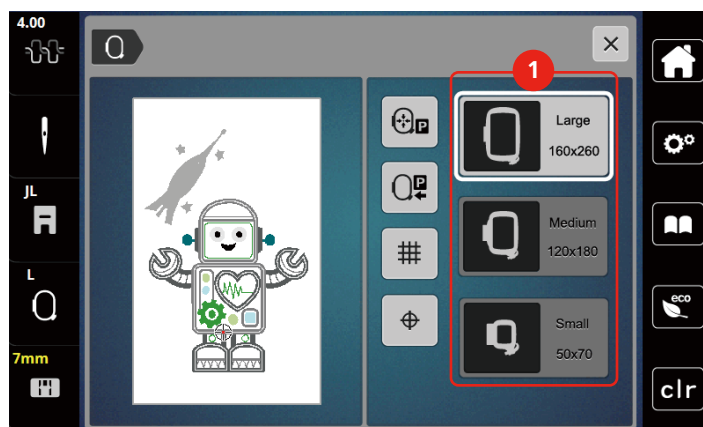 4.00
JL
L
7mm
P
P
1
Large
160x260
Medium
120x180
Small
50x70
eco
clr